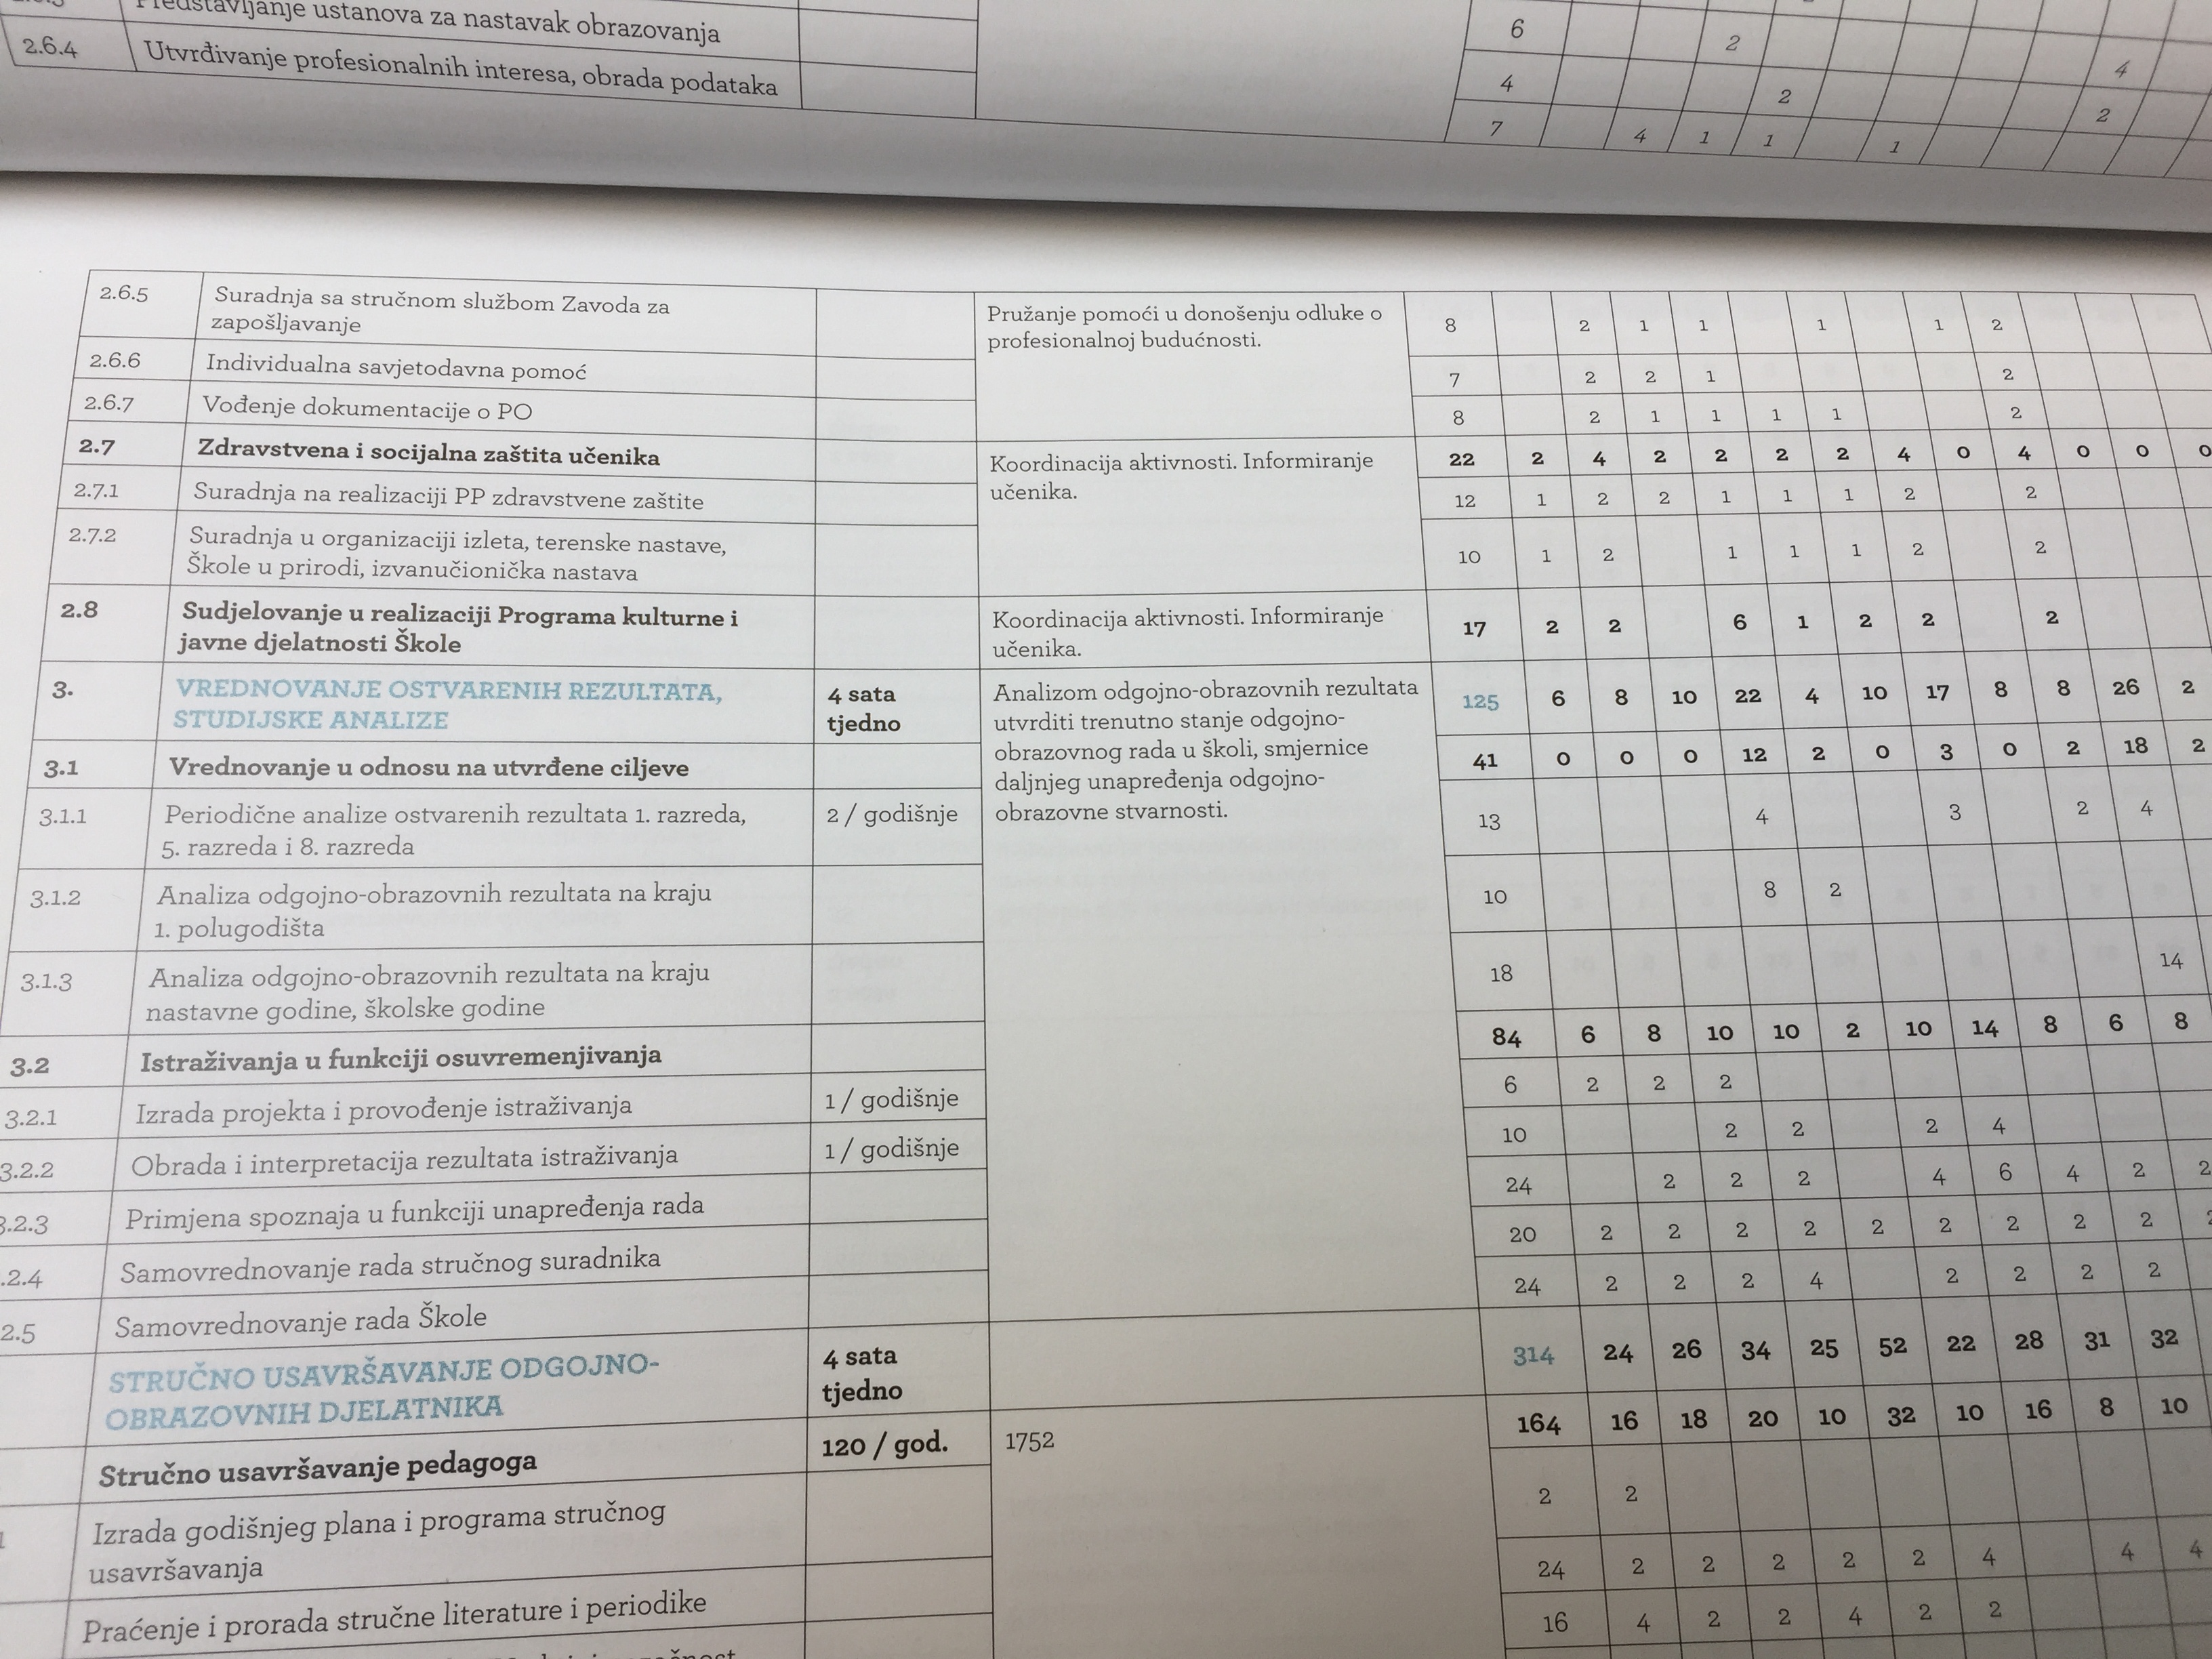 Predstavljanje ustanova za nastavak obrazovanja 6 2 4
2.6.4 Utvrđivanje profesionalnih interesa, obrada podataka 4 2 2
7 4 1 1 1
2.6.5 Suradnja sa stručnom službom Zavoda za
zapošljavanje
Pružanje pomoći u donošenju odluke o
profesionalnoj budućnosti.
8 2 1 1 1 1 2
2.6.6 Individualna savjetodavna pomoć 7 2 2 1 2
2.6.7 Vođenje dokumentacije o PO 8 2 1 1 1 1 2
2.7 Zdravstvena i socijalna zaštita učenika
Koordinacija aktivnosti. Informiranje
učenika.
22 2 4 2 2 2 2 4 0 4 0 0 0
2.7.1 Suradnja na realizaciji PP zdravstvene zaštite 12 1 2 2 1 1 1 2 2
2.7.2 Suradnja u organizaciji izleta, terenske nastave,
Škole u prirodi, izvanučionička nastava
10 1 2 1 1 1 2 2
2.8 Sudjelovanje u realizaciji Programa kulturne i
javne djelatnosti Škole
Koordinacija aktivnosti. Informiranje
učenika.
17 2 2 6 1 2 2 2
3. VREDNOVANJE OSTVARENIH REZULTATA,
STUDIJSKE ANALIZE
4 sata
tjedno
Analizom odgojno-obrazovnih rezultata
utvrditi trenutno stanje odgojno-
obrazovnog rada u školi, smjernice
daljnjeg unapređenja odgojno-
obrazovne stvarnosti.
125 6 8 10 22 4 10 17 8 8 26 2
3.1 Vrednovanje u odnosu na utvrđene ciljeve 41 0 0 0 12 2 0 3 0 2 18 2
3.1.1 Periodične analize ostvarenih rezultata 1. razreda,
5. razreda i 8. razreda
2 / godišnje
13 4 3 2 4
3.1.2 Analiza odgojno-obrazovnih rezultata na kraju
1. polugodišta
10 8 2
3.1.3 Analiza odgojno-obrazovnih rezultata na kraju
nastavne godine, školske godine
18 14
3.2 Istraživanja u funkciji osuvremenjivanja 84 6 8 10 10 2 10 14 8 6 8
3.2.1 Izrada projekta i provođenje istraživanja 1 / godišnje 6 2 2 2
3.2.2 Obrada i interpretacija rezultata istraživanja 1 / godišnje 10 2 2 2 4
3.2.3 Primjena spoznaja u funkciji unapređenja rada 24 2 2 2 4 6 4 2 2
.2.4 Samovrednovanje rada stručnog suradnika 20 2 2 2 2 2 2 2 2 2
2.5 Samovrednovanje rada Škole 24 2 2 2 4 2 2 2 2
STRUČNO USAVRŠAVANJE ODGOJNO-
OBRAZOVNIH DJELATNIKA
4 sata
tjedno
314 24 26 34 25 52 22 28 31 32
Stručno usavršavanje pedagoga 120 / god. 1752 164 16 18 20 10 32 10 16 8 10
Izrada godišnjeg plana i programa stručnog
usavršavanja
2 2
Praćenje i prorada stručne literature i periodike 24 2 2 2 2 2 4 4 4
16 4 2 2 4 2 2